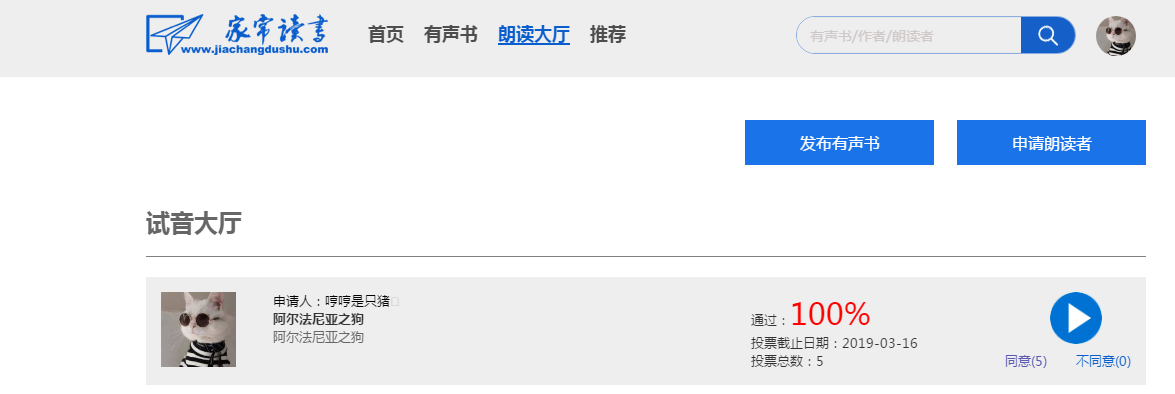 家常读书
www.jiachangdushu.com
首页 有声书 朗读大厅 推荐
有声书/作者/朗读者
发布有声书 申请朗读者
试音大厅
申请人：哼哼是只猪
阿尔法尼亚之狗
阿尔法尼亚之狗
通过：100%
投票截止日期：2019-03-16
投票总数：5
同意(5) 不同意(0)